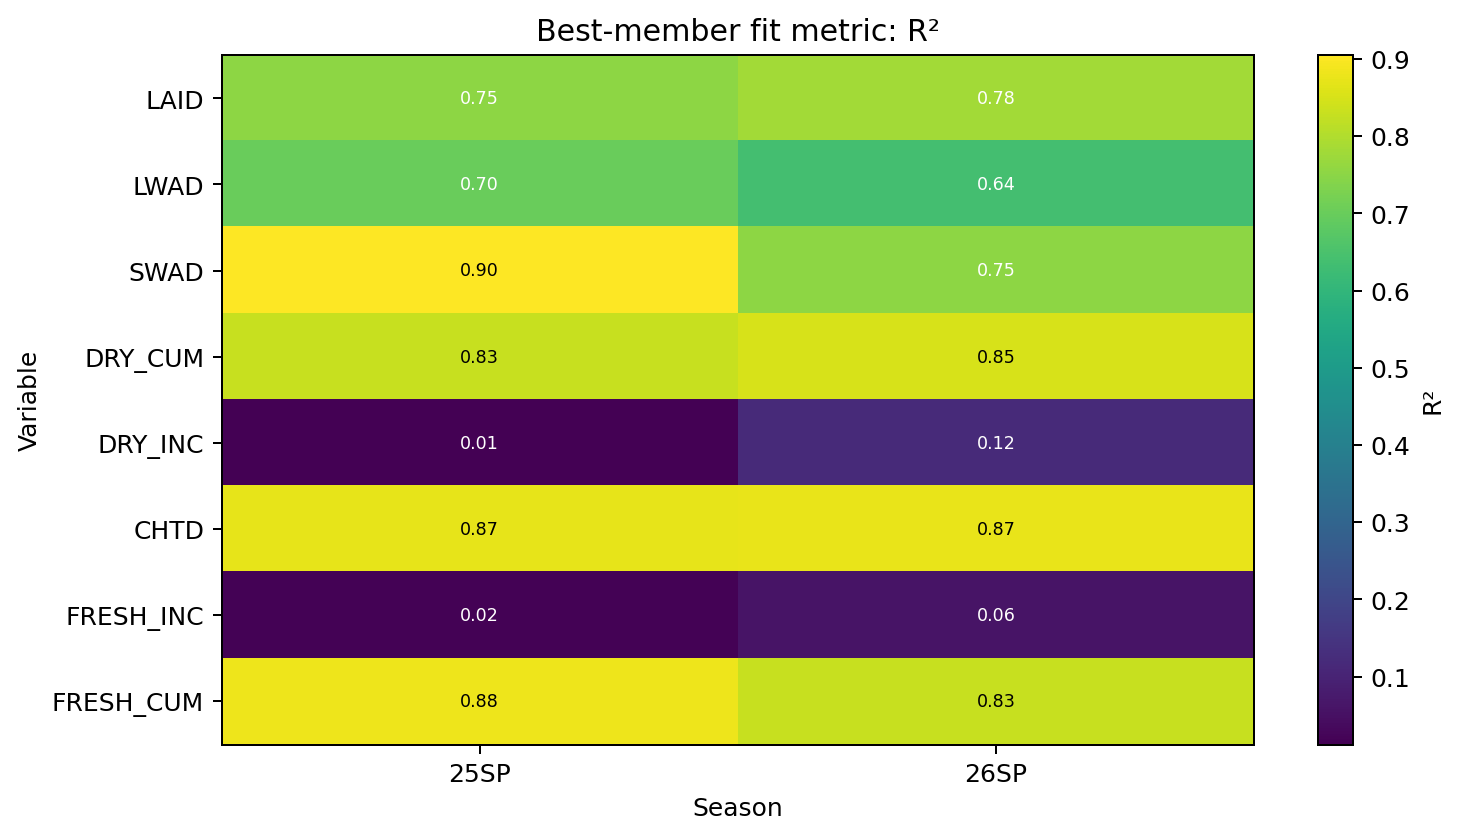 Best-member fit metric: R²
LAID 0.75 0.78
LWAD 0.70 0.64
SWAD 0.90 0.75
DRY_CUM 0.83 0.85
DRY_INC 0.01 0.12
CHTD 0.87 0.87
FRESH_INC 0.02 0.06
FRESH_CUM 0.88 0.83
25SP 26SP
Season
Variable
0.9
0.8
0.7
0.6
0.5
0.4
0.3
0.2
0.1
R²